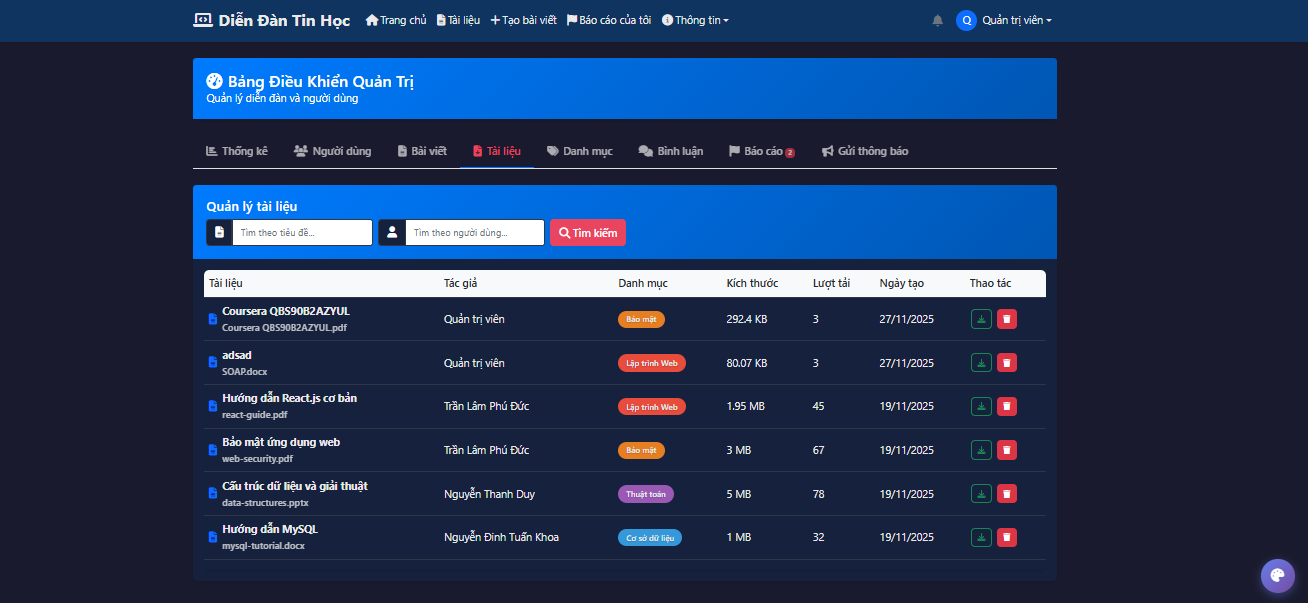 Diễn Đàn Tin Học Trang chủ Tài liệu Tạo bài viết Báo cáo của tôi Thông tin Q Quản trị viên
Bảng Điều Khiển Quản Trị
Quản lý diễn đàn và người dùng
Thống kê Người dùng Bài viết Tài liệu Danh mục Bình luận Báo cáo 2 Gửi thông báo
Quản lý tài liệu
Tìm theo tiêu đề... Tìm theo người dùng... Tìm kiếm
Tài liệu Tác giả Danh mục Kích thước Lượt tải Ngày tạo Thao tác
Coursera QBS90B2AZYUL
Coursera QBS90B2AZYUL.pdf
Quản trị viên Bảo mật 292.4 KB 3 27/11/2025
adsad
SOAP.docx
Quản trị viên Lập trình Web 80.07 KB 3 27/11/2025
Hướng dẫn React.js cơ bản
react-guide.pdf
Trần Lâm Phú Đức Lập trình Web 1.95 MB 45 19/11/2025
Bảo mật ứng dụng web
web-security.pdf
Trần Lâm Phú Đức Bảo mật 3 MB 67 19/11/2025
Cấu trúc dữ liệu và giải thuật
data-structures.pptx
Nguyễn Thanh Duy Thuật toán 5 MB 78 19/11/2025
Hướng dẫn MySQL
mysql-tutorial.docx
Nguyễn Đinh Tuấn Khoa Cơ sở dữ liệu 1 MB 32 19/11/2025